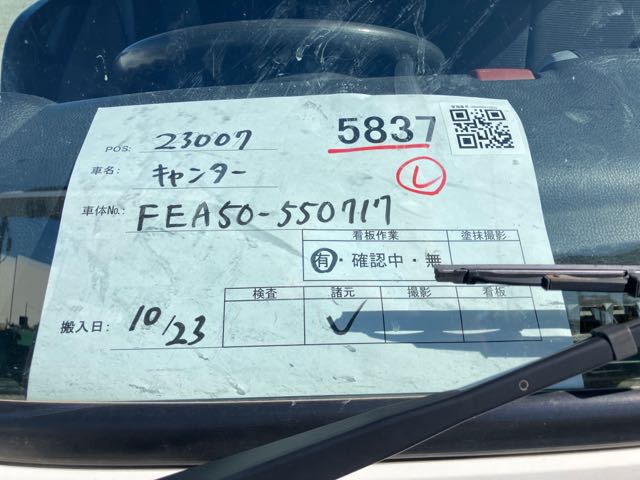 POS: 23007
5837
車名: キャンター
L
車体No.: FEA50-550717
看板作業 塗抹撮影
有・確認中・無
検査 諸元 撮影 看板
搬入日: 10/23 ✓